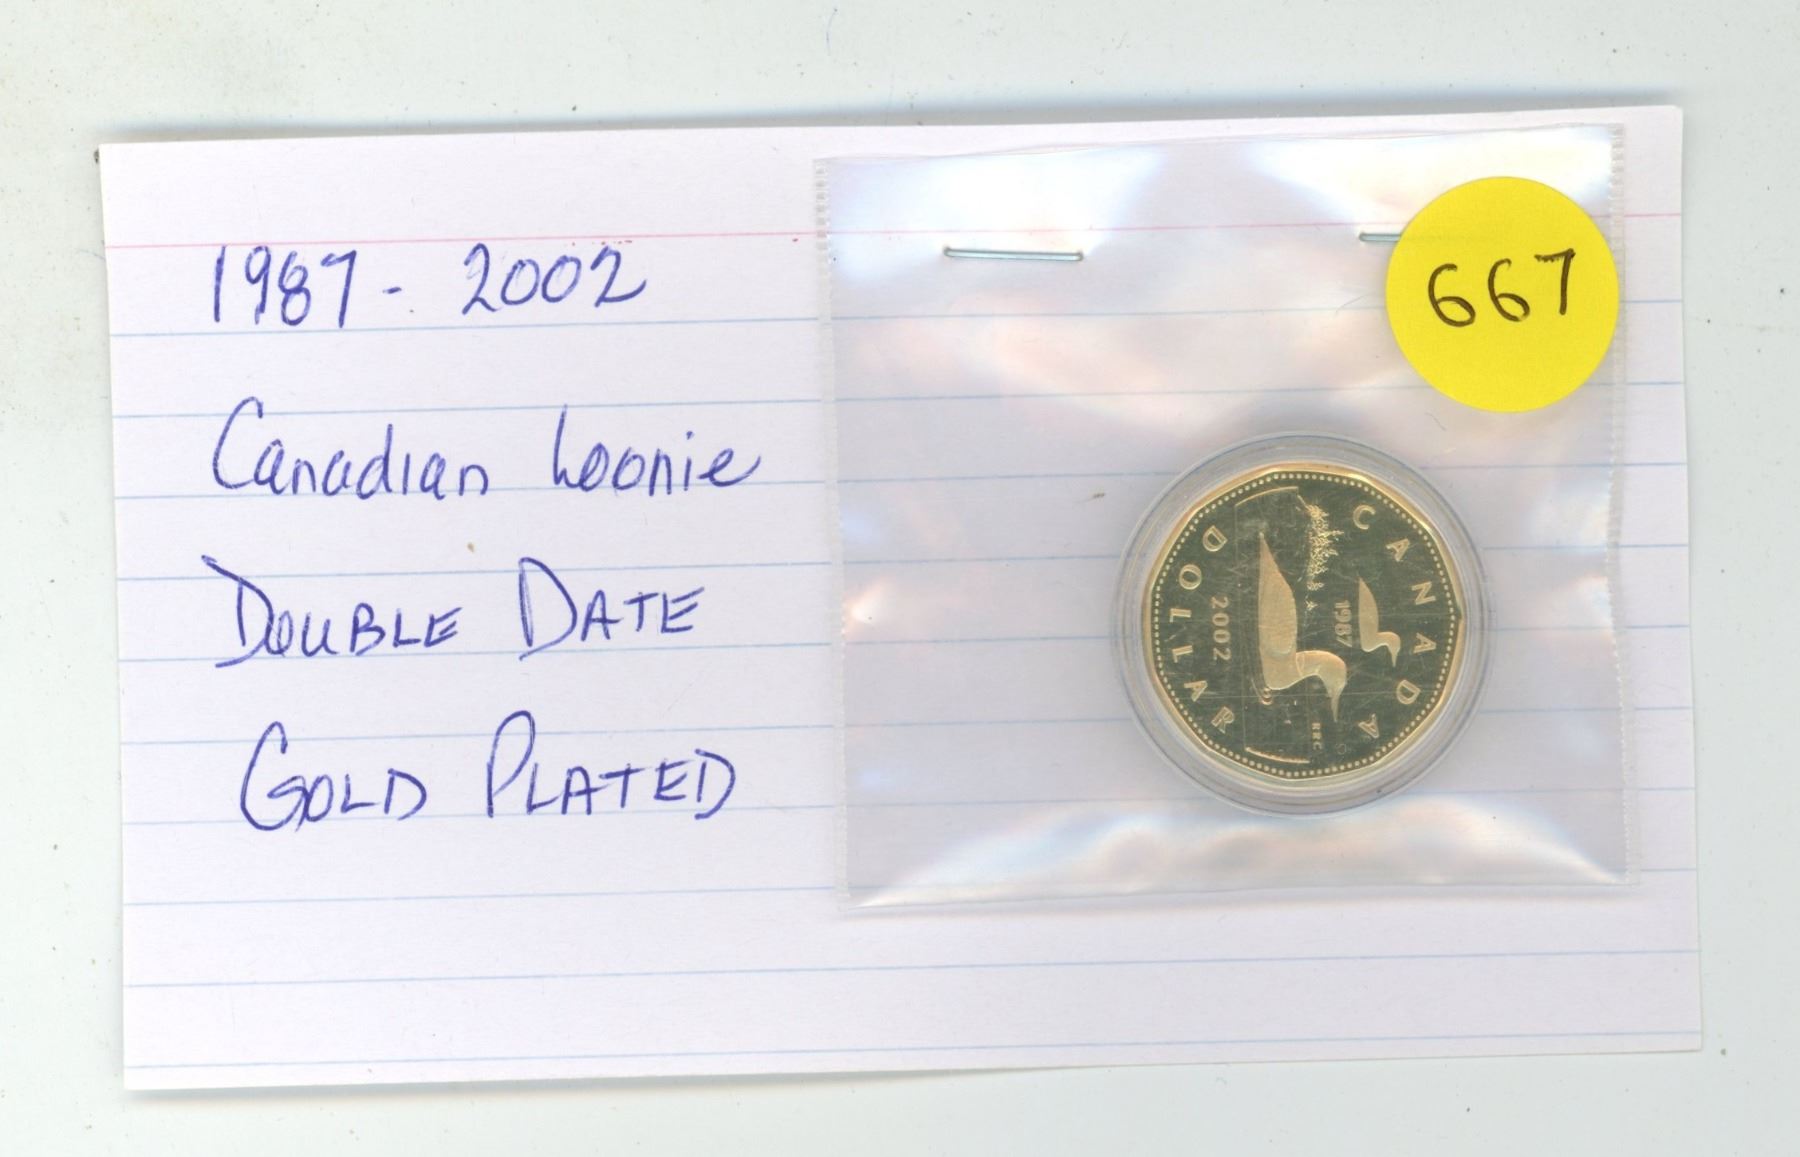 1987 - 2002
Canadian Loonie
DOUBLE DATE
GOLD PLATED
667
CANADA
1987
2002
RRC
DOLLAR